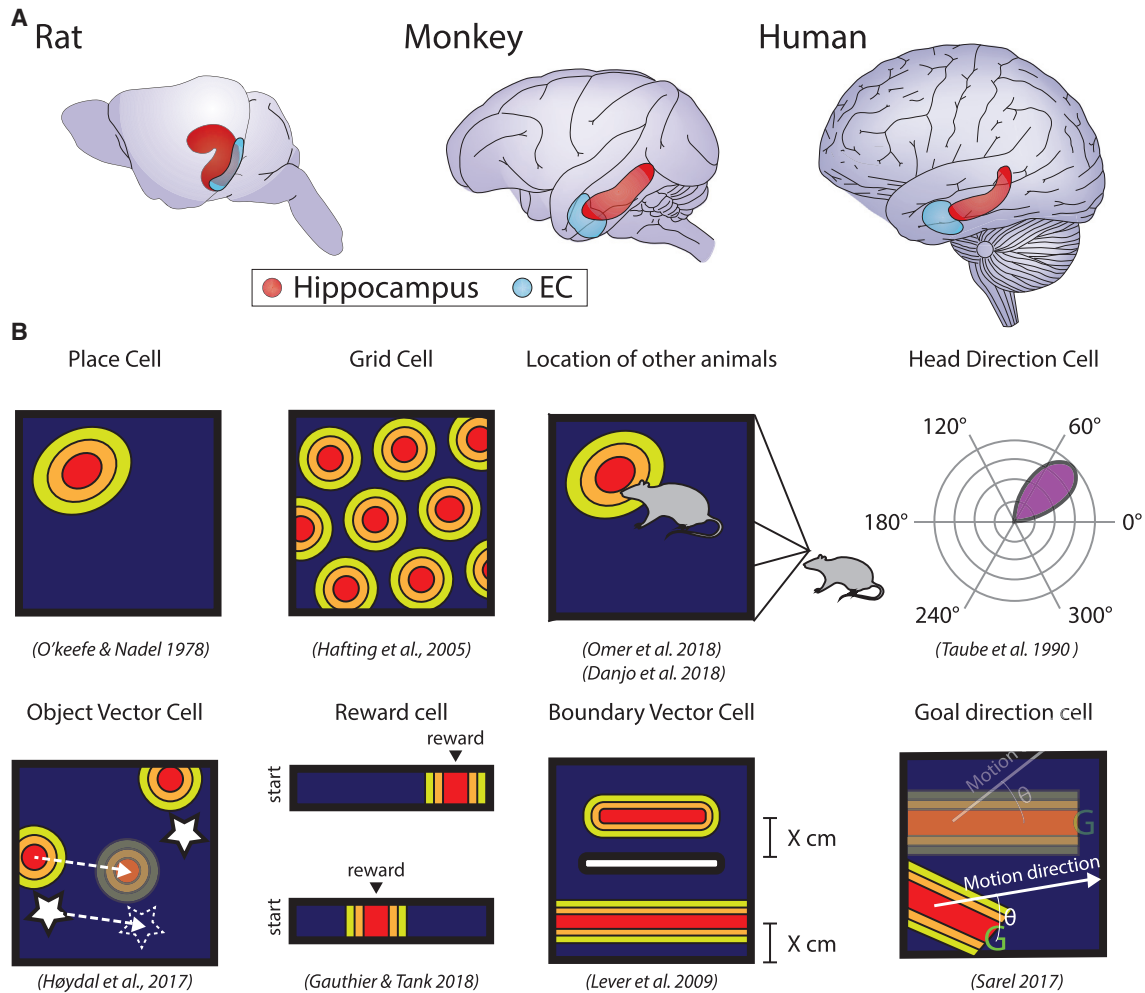 A
Rat
Monkey
Human
Hippocampus
EC
B
Place Cell
Grid Cell
Location of other animals
Head Direction Cell
120°
60°
180°
0°
240°
300°
(O'keefe & Nadel 1978)
(Hafting et al., 2005)
(Omer et al. 2018)
(Danjo et al. 2018)
(Taube et al. 1990 )
Object Vector Cell
Reward cell
Boundary Vector Cell
Goal direction cell
reward
start
reward
start
X cm
X cm
Motion
θ
G
Motion direction
θ
G
(Høydal et al., 2017)
(Gauthier & Tank 2018)
(Lever et al. 2009)
(Sarel 2017)